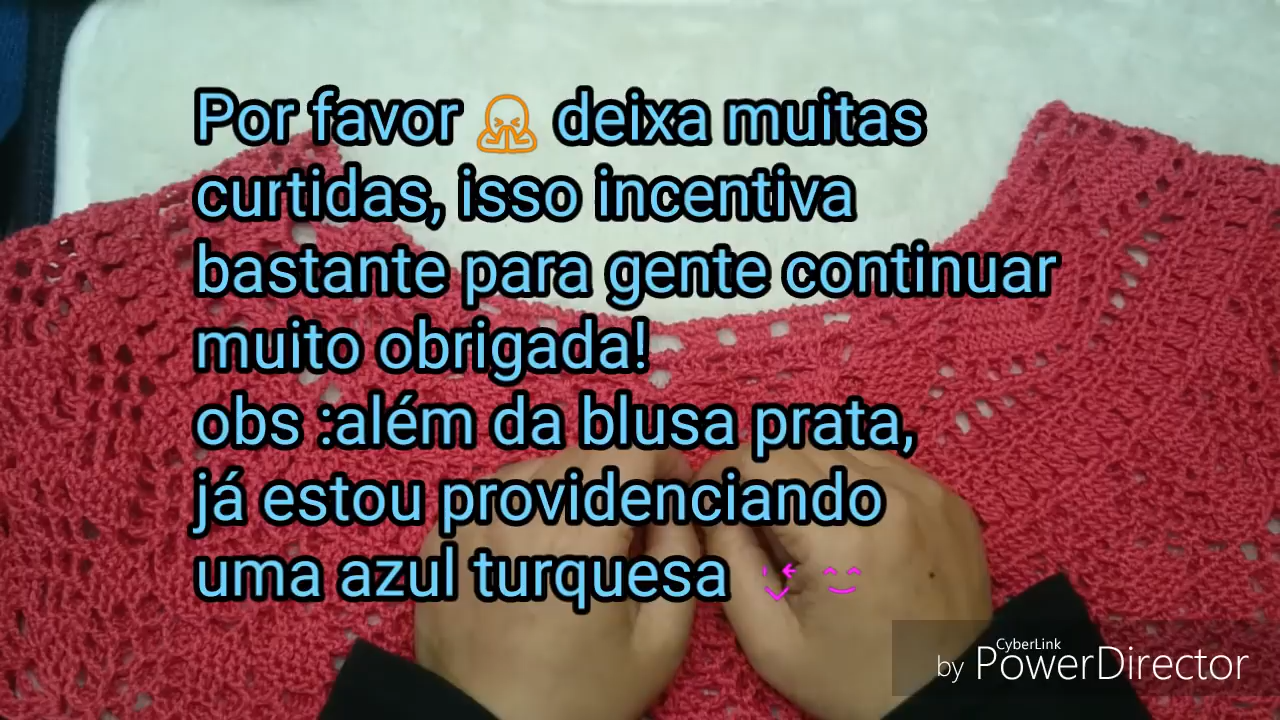 Por favor 🙇 deixa muitas
curtidas, isso incentiva
bastante para gente continuar
muito obrigada!
obs :além da blusa prata,
já estou providenciando
uma azul turquesa
CyberLink
by PowerDirector